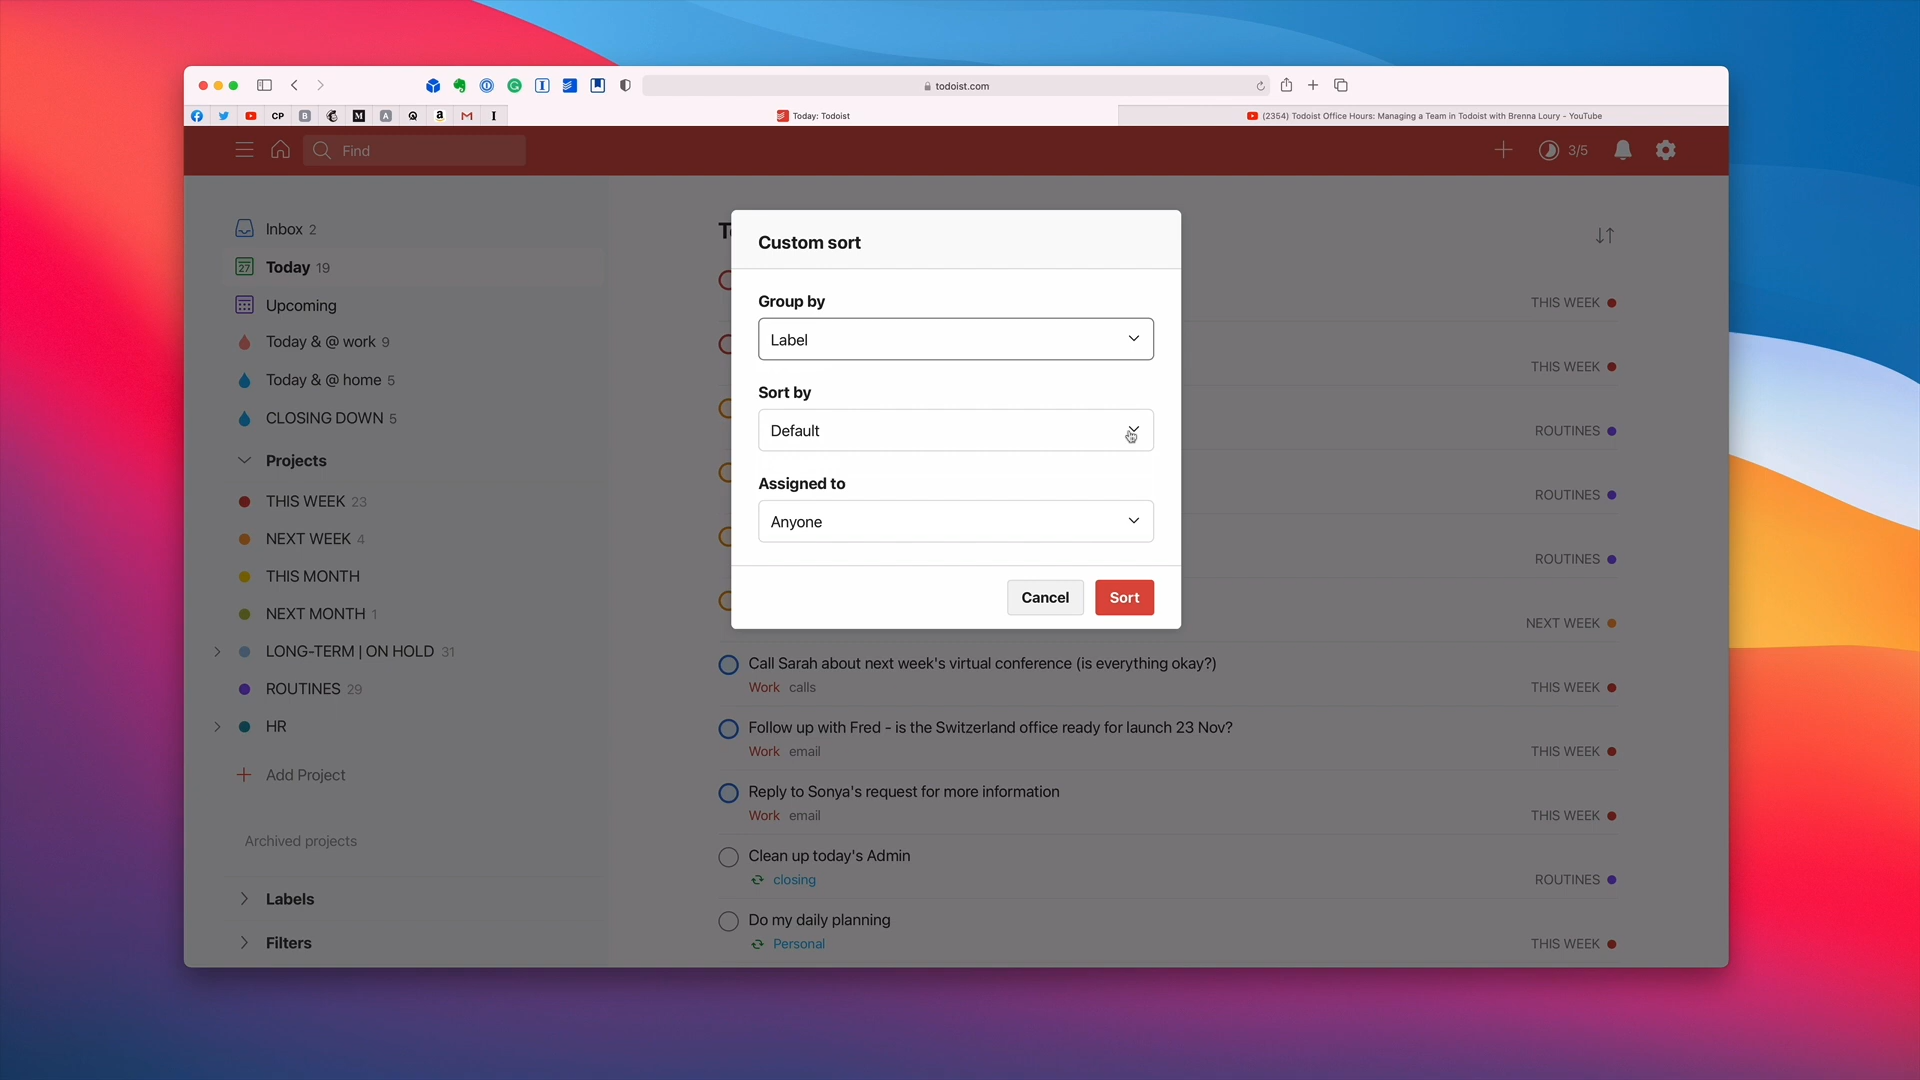 todoist.com
CP B M A a M I
Today: Todoist
(2354) Todoist Office Hours: Managing a Team in Todoist with Brenna Loury - YouTube
Find
3/5
Inbox 2
27 Today 19
Upcoming
Today & @ work 9
Today & @ home 5
CLOSING DOWN 5
Projects
THIS WEEK 23
NEXT WEEK 4
THIS MONTH
NEXT MONTH 1
LONG-TERM | ON HOLD 31
ROUTINES 29
HR
Add Project
Archived projects
Labels
Filters
Custom sort
Group by
Label
Sort by
Default
Assigned to
Anyone
Cancel Sort
THIS WEEK
THIS WEEK
ROUTINES
ROUTINES
ROUTINES
NEXT WEEK
Call Sarah about next week's virtual conference (is everything okay?)
Work calls THIS WEEK
Follow up with Fred - is the Switzerland office ready for launch 23 Nov?
Work email THIS WEEK
Reply to Sonya's request for more information
Work email THIS WEEK
Clean up today's Admin
closing ROUTINES
Do my daily planning
Personal THIS WEEK